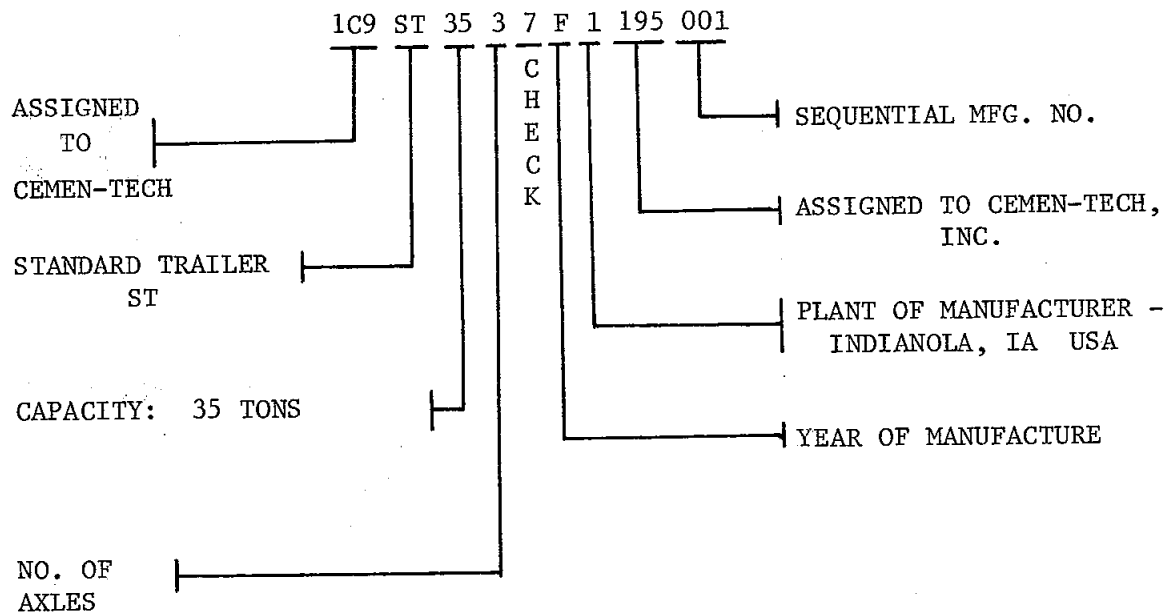 1C9 ST 35 3 7 F 1 195 001
CHECK
ASSIGNED
TO
CEMEN-TECH
STANDARD TRAILER
ST
CAPACITY: 35 TONS
NO. OF
AXLES
SEQUENTIAL MFG. NO.
ASSIGNED TO CEMEN-TECH,
INC.
PLANT OF MANUFACTURER -
INDIANOLA, IA USA
YEAR OF MANUFACTURE